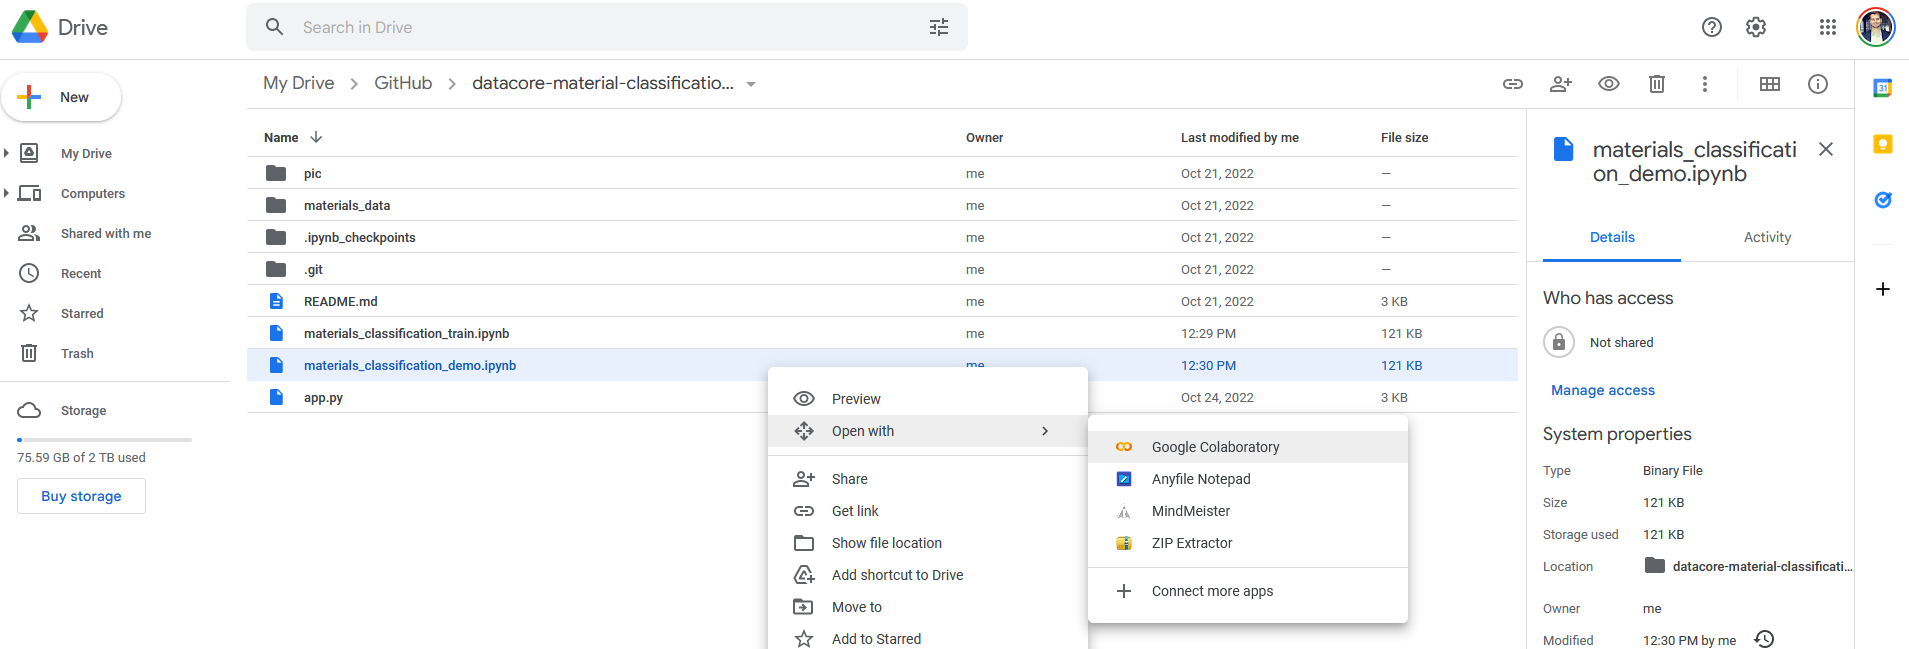 Drive
Search in Drive
New
My Drive
Computers
Shared with me
Recent
Starred
Trash
Storage
75.59 GB of 2 TB used
Buy storage
My Drive GitHub datacore-material-classificatio...
Name Owner Last modified by me File size
pic me Oct 21, 2022 —
materials_data me Oct 21, 2022 —
.ipynb_checkpoints me Oct 21, 2022 —
.git me Oct 21, 2022 —
README.md me Oct 21, 2022 3 KB
materials_classification_train.ipynb me 12:29 PM 121 KB
materials_classification_demo.ipynb me 12:30 PM 121 KB
app.py Oct 24, 2022 3 KB
Preview
Open with
Share
Get link
Show file location
Add shortcut to Drive
Move to
Add to Starred
Google Colaboratory
Anyfile Notepad
MindMeister
ZIP Extractor
Connect more apps
materials_classificati
on_demo.ipynb
Details Activity
Who has access
Not shared
Manage access
System properties
Type Binary File
Size 121 KB
Storage used 121 KB
Location datacore-material-classificati...
Owner me
Modified 12:30 PM by me
31